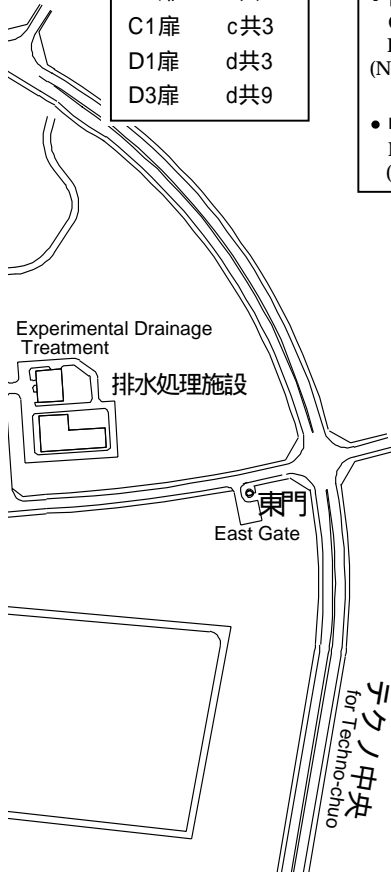 C1扉 c共3
D1扉 d共3
D3扉 d共9
(N
Experimental Drainage
Treatment
排水処理施設
東門
East Gate
テクノ中央
for Techno-chuo